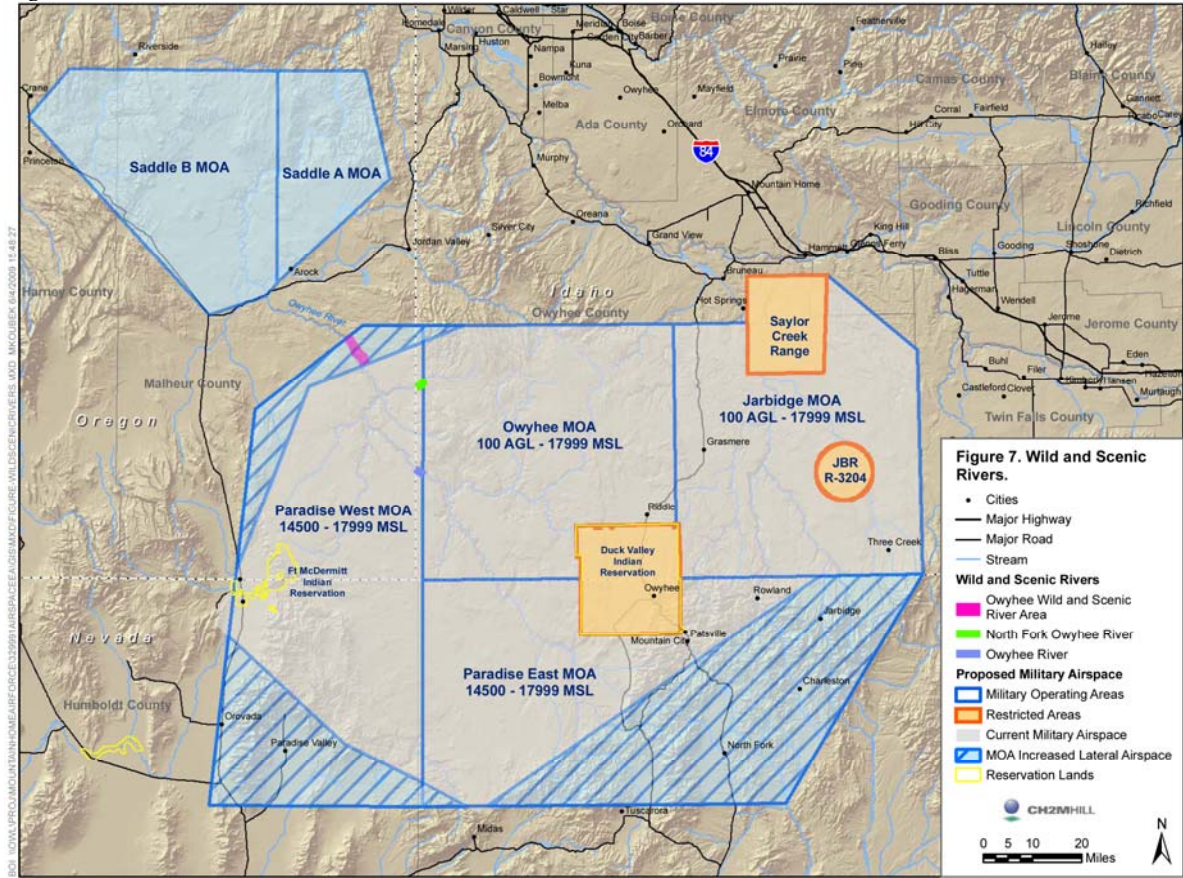 Riverside
Crane
Princeton
Saddle B MOA
Saddle A MOA
Arock
Jordan Valley
Harney County
Malheur County
Oregon
Nevada
Humboldt County
Homedale
Wilder
Caldwell
Star
Canyon County
Marsing
Huston
Nampa
Kuna
Bowmont
Melba
Meridian
Boise
Garden City
Barber
Boise County
Owyhee
Mayfield
Ada County
Orchard
Elmore County
Prairie
Pine
Featherville
Camas County
Corral
Fairfield
Hill City
Hailey
Blaine County
Gannett
Picabo
Carey
84
Murphy
Oreana
Silver City
Grand View
Mountain Home
Hammett
Glenns Ferry
King Hill
Gooding County
Bliss
Gooding
Shoshone
Lincoln County
Richfield
Dietrich
Tuttle
Hagerman
Wendell
Jerome
Jerome County
Eden
Hazelton
Kimberly
Hansen
Murtaugh
Buhl
Filer
Castleford
Clover
Twin Falls County
Bruneau
Hot Springs
Idaho
Owyhee County
Owyhee River
Saylor
Creek
Range
Jarbidge MOA
100 AGL - 17999 MSL
Owyhee MOA
100 AGL - 17999 MSL
Grasmere
JBR
R-3204
Paradise West MOA
14500 - 17999 MSL
Riddle
Three Creek
Duck Valley
Indian
Reservation
Ft McDermitt
Indian
Reservation
Owyhee
Rowland
Jarbidge
Mountain City
Patsville
Paradise East MOA
14500 - 17999 MSL
Charleston
Orovada
Paradise Valley
North Fork
Tuscarora
Midas
Figure 7. Wild and Scenic
Rivers.
Cities
Major Highway
Major Road
Stream
Wild and Scenic Rivers
Owyhee Wild and Scenic
River Area
North Fork Owyhee River
Owyhee River
Proposed Military Airspace
Military Operating Areas
Restricted Areas
Current Military Airspace
MOA Increased Lateral Airspace
Reservation Lands
CH2MHILL
0 5 10 20
Miles
N